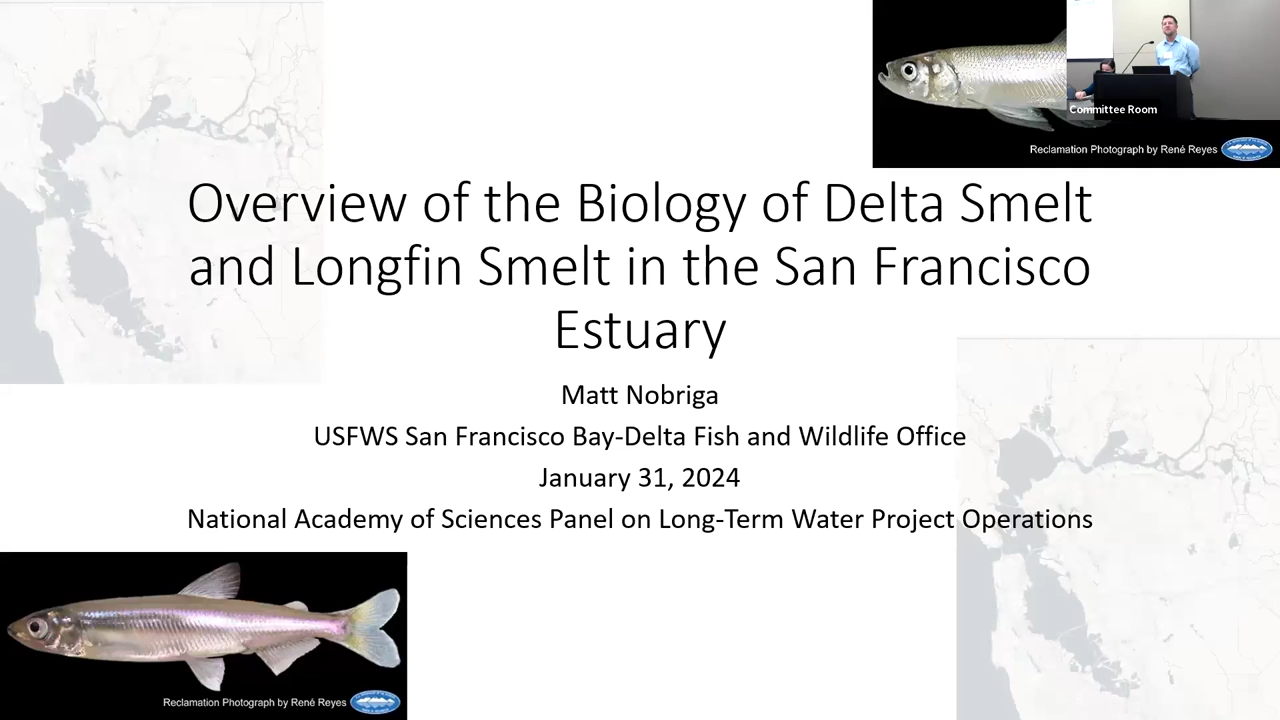 Committee Room
Reclamation Photograph by René Reyes
Overview of the Biology of Delta Smelt
and Longfin Smelt in the San Francisco
Estuary
Matt Nobriga
USFWS San Francisco Bay-Delta Fish and Wildlife Office
January 31, 2024
National Academy of Sciences Panel on Long-Term Water Project Operations
Reclamation Photograph by René Reyes